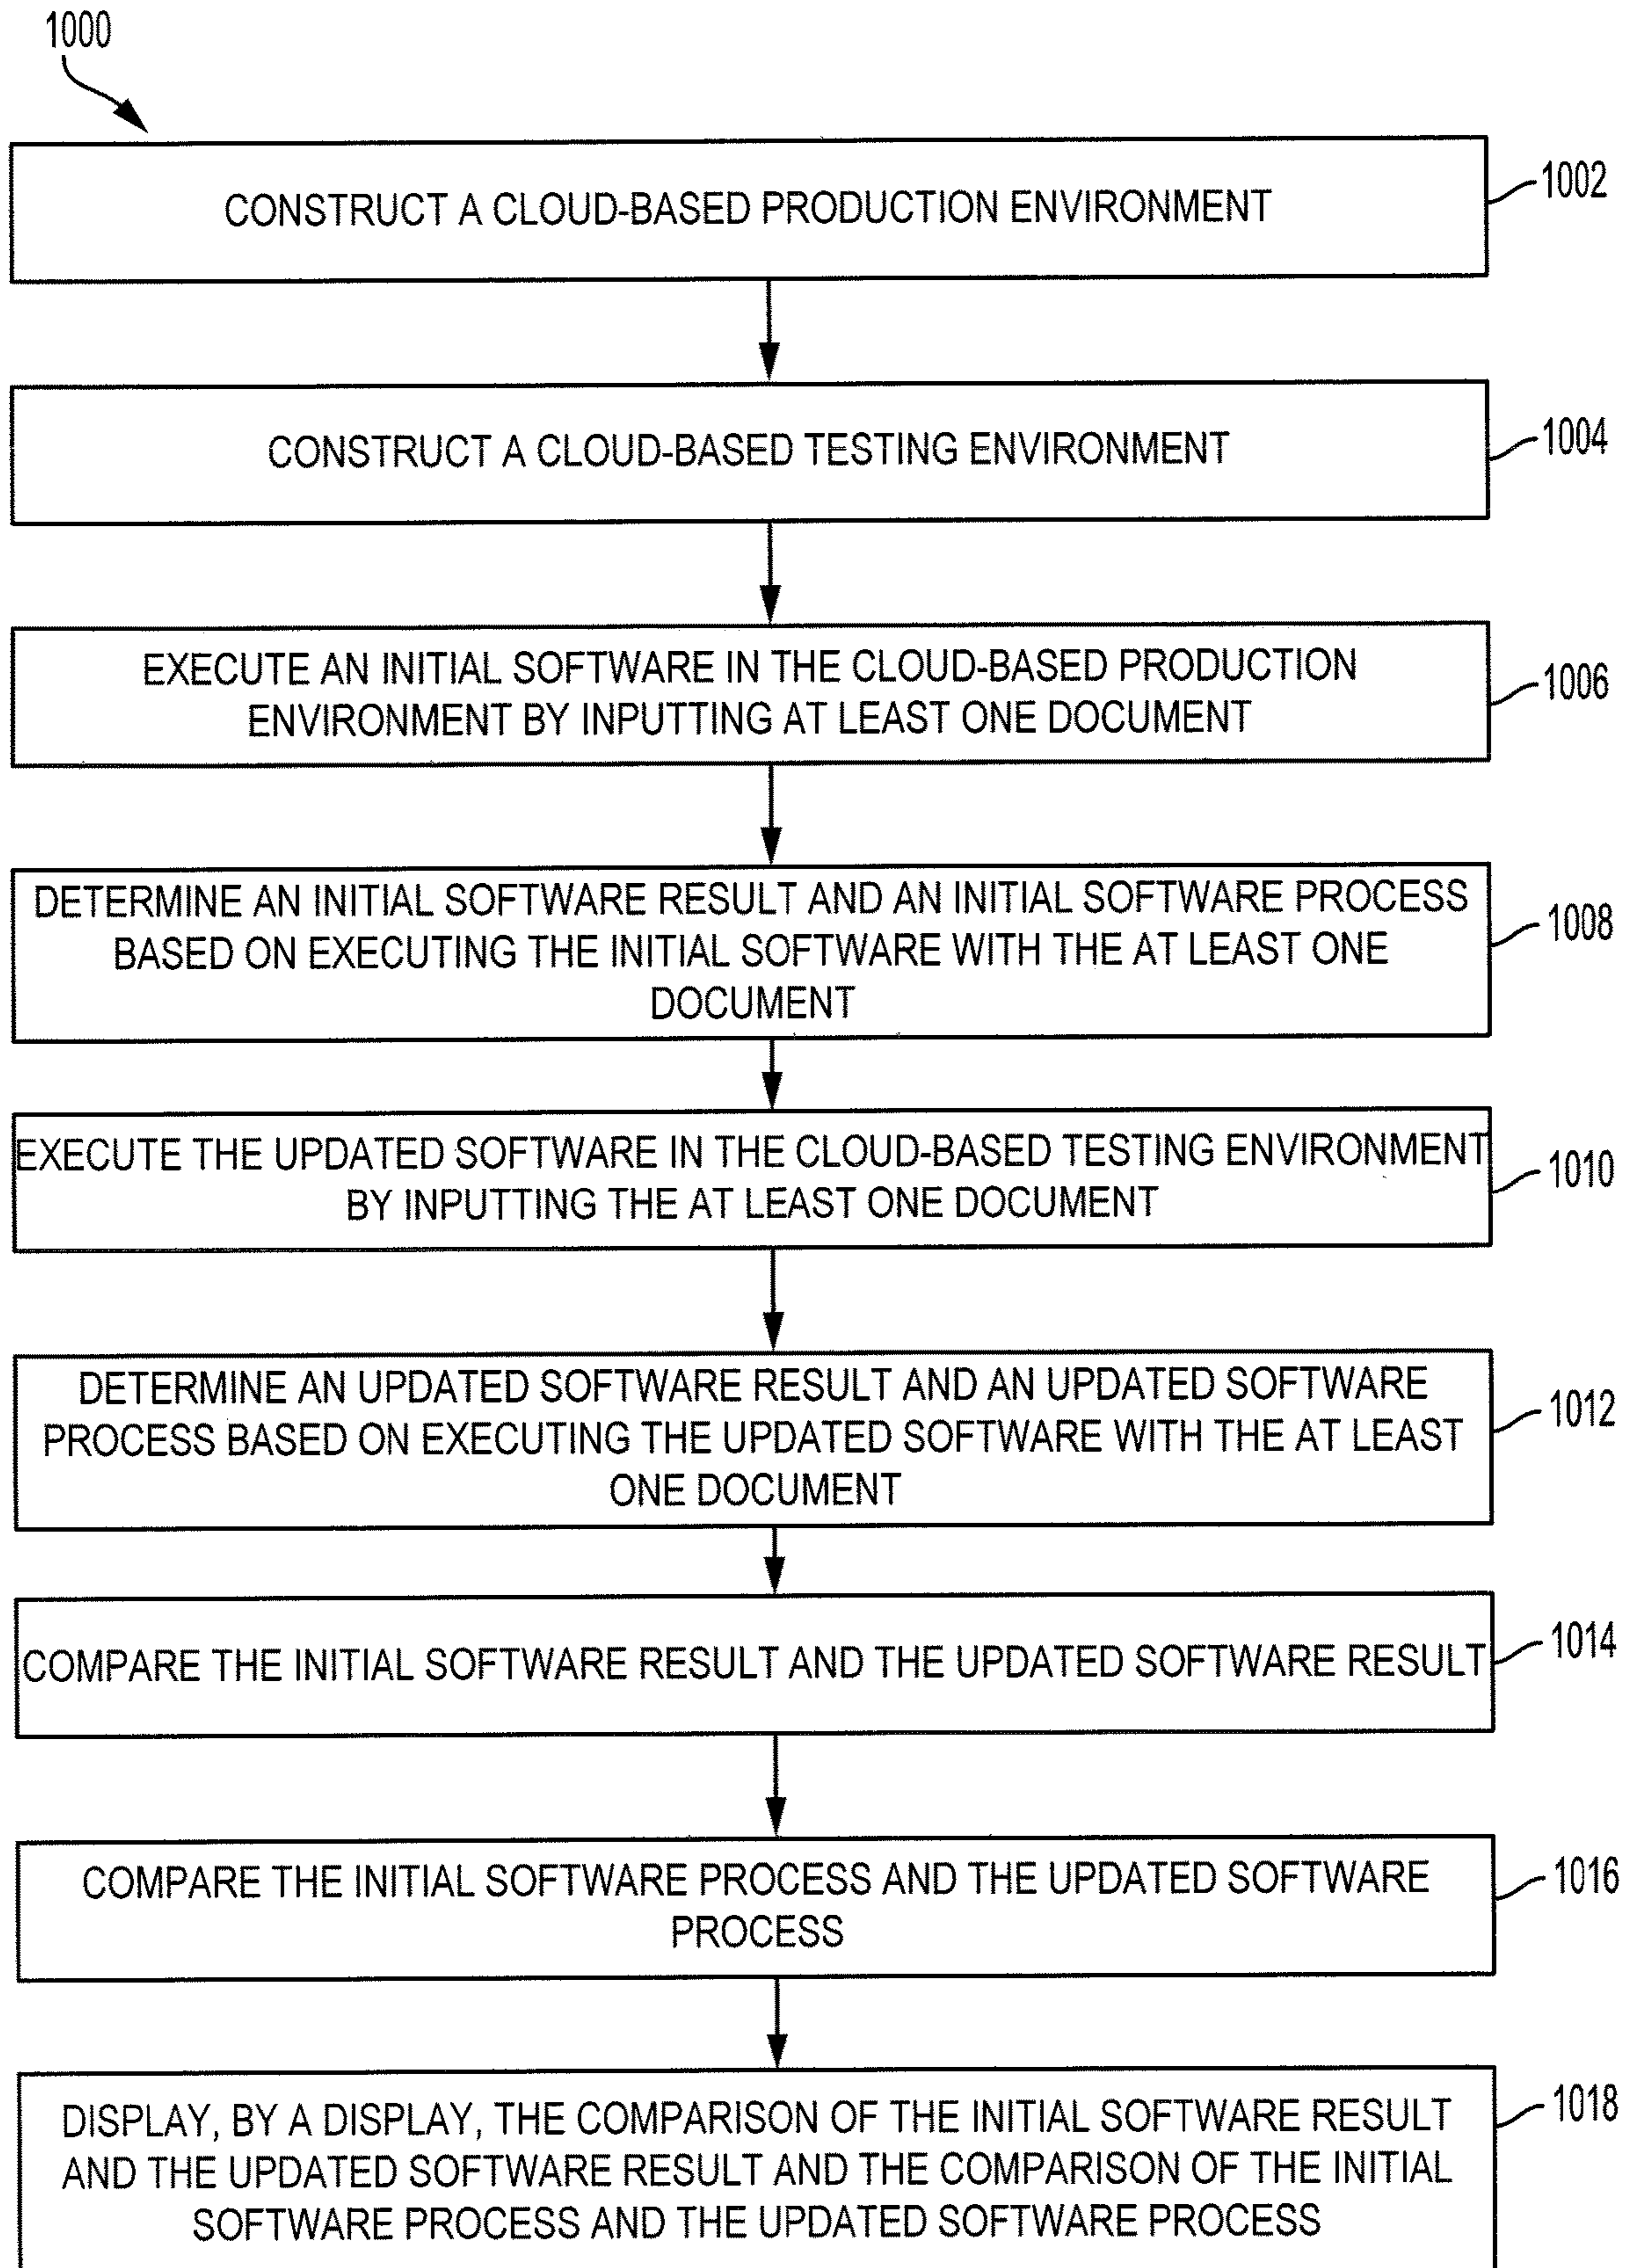 1000
CONSTRUCT A CLOUD-BASED PRODUCTION ENVIRONMENT
1002
CONSTRUCT A CLOUD-BASED TESTING ENVIRONMENT
1004
EXECUTE AN INITIAL SOFTWARE IN THE CLOUD-BASED PRODUCTION
ENVIRONMENT BY INPUTTING AT LEAST ONE DOCUMENT
1006
DETERMINE AN INITIAL SOFTWARE RESULT AND AN INITIAL SOFTWARE PROCESS
BASED ON EXECUTING THE INITIAL SOFTWARE WITH THE AT LEAST ONE
DOCUMENT
1008
EXECUTE THE UPDATED SOFTWARE IN THE CLOUD-BASED TESTING ENVIRONMENT
BY INPUTTING THE AT LEAST ONE DOCUMENT
1010
DETERMINE AN UPDATED SOFTWARE RESULT AND AN UPDATED SOFTWARE
PROCESS BASED ON EXECUTING THE UPDATED SOFTWARE WITH THE AT LEAST
ONE DOCUMENT
1012
COMPARE THE INITIAL SOFTWARE RESULT AND THE UPDATED SOFTWARE RESULT
1014
COMPARE THE INITIAL SOFTWARE PROCESS AND THE UPDATED SOFTWARE
PROCESS
1016
DISPLAY, BY A DISPLAY, THE COMPARISON OF THE INITIAL SOFTWARE RESULT
AND THE UPDATED SOFTWARE RESULT AND THE COMPARISON OF THE INITIAL
SOFTWARE PROCESS AND THE UPDATED SOFTWARE PROCESS
1018